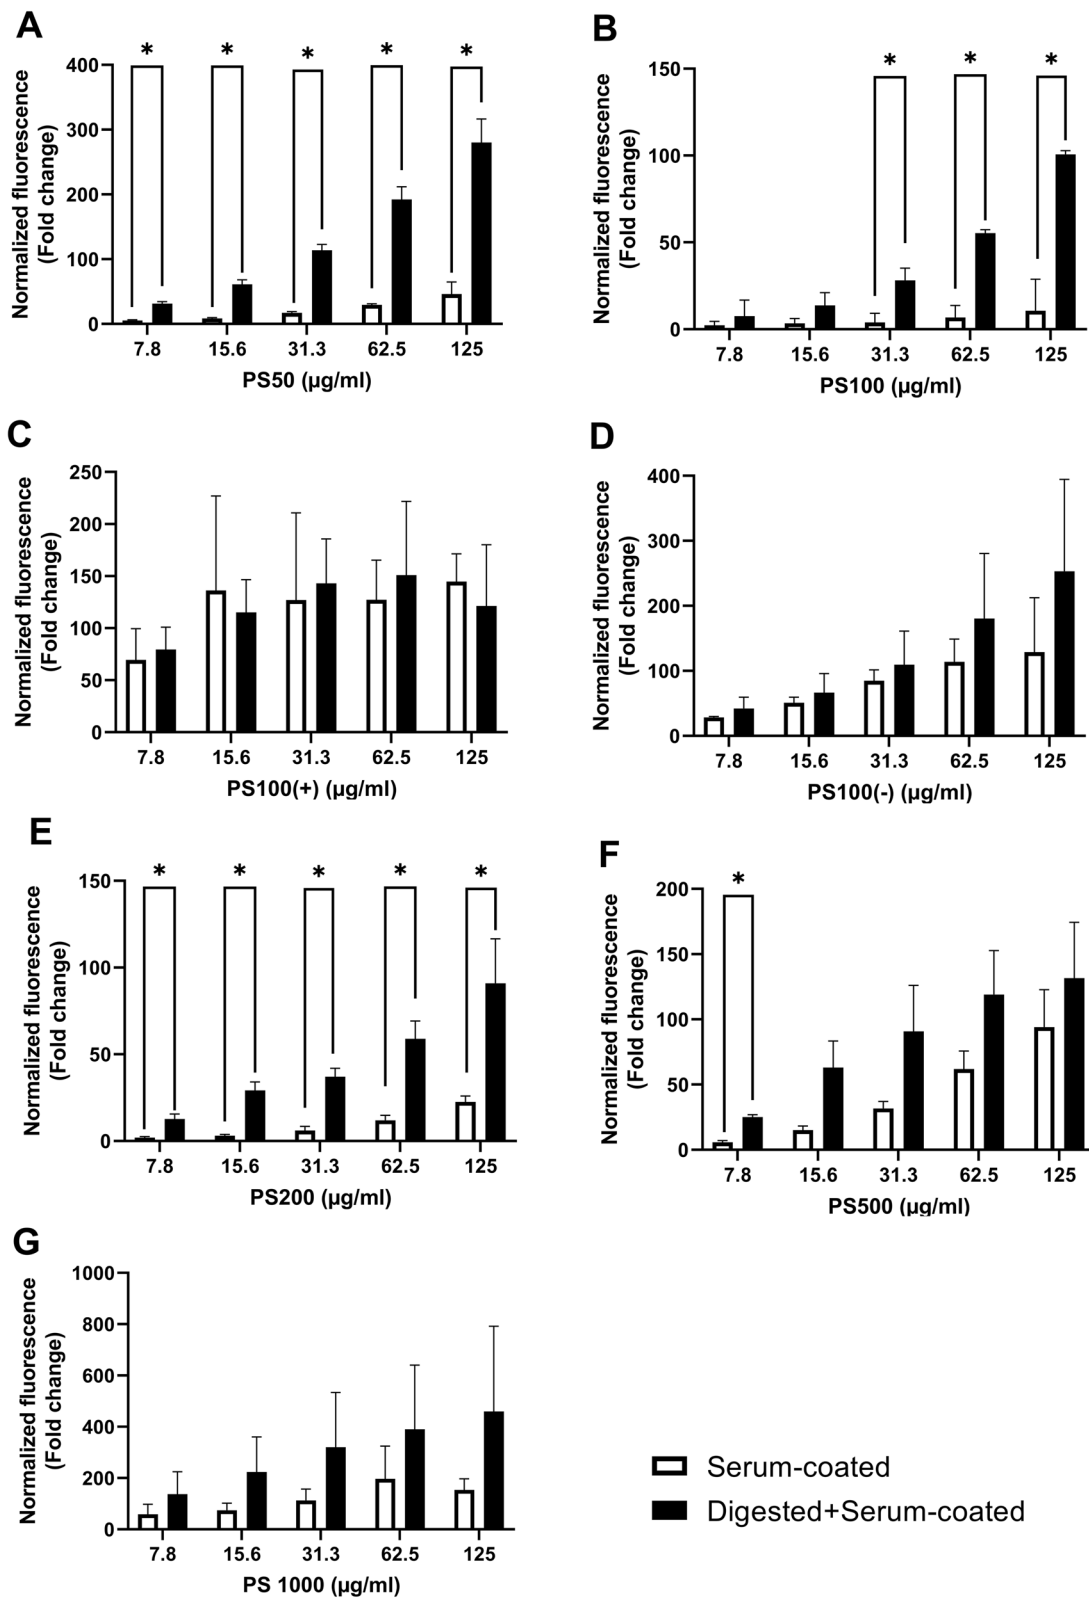 A
Normalized fluorescence
(Fold change)
400
300
200
100
0
* * * * *
7.8 15.6 31.3 62.5 125
PS50 (µg/ml)
B
Normalized fluorescence
(Fold change)
150
100
50
0
* * *
7.8 15.6 31.3 62.5 125
PS100 (µg/ml)
C
Normalized fluorescence
(Fold change)
250
200
150
100
50
0
7.8 15.6 31.3 62.5 125
PS100(+) (µg/ml)
D
Normalized fluorescence
(Fold change)
400
300
200
100
0
7.8 15.6 31.3 62.5 125
PS100(-) (µg/ml)
E
Normalized fluorescence
(Fold change)
150
100
50
0
* * * * *
7.8 15.6 31.3 62.5 125
PS200 (µg/ml)
F
Normalized fluorescence
(Fold change)
200
150
100
50
0
*
7.8 15.6 31.3 62.5 125
PS500 (µg/ml)
G
Normalized fluorescence
(Fold change)
1000
800
600
400
200
0
7.8 15.6 31.3 62.5 125
PS 1000 (µg/ml)
Serum-coated
Digested+Serum-coated